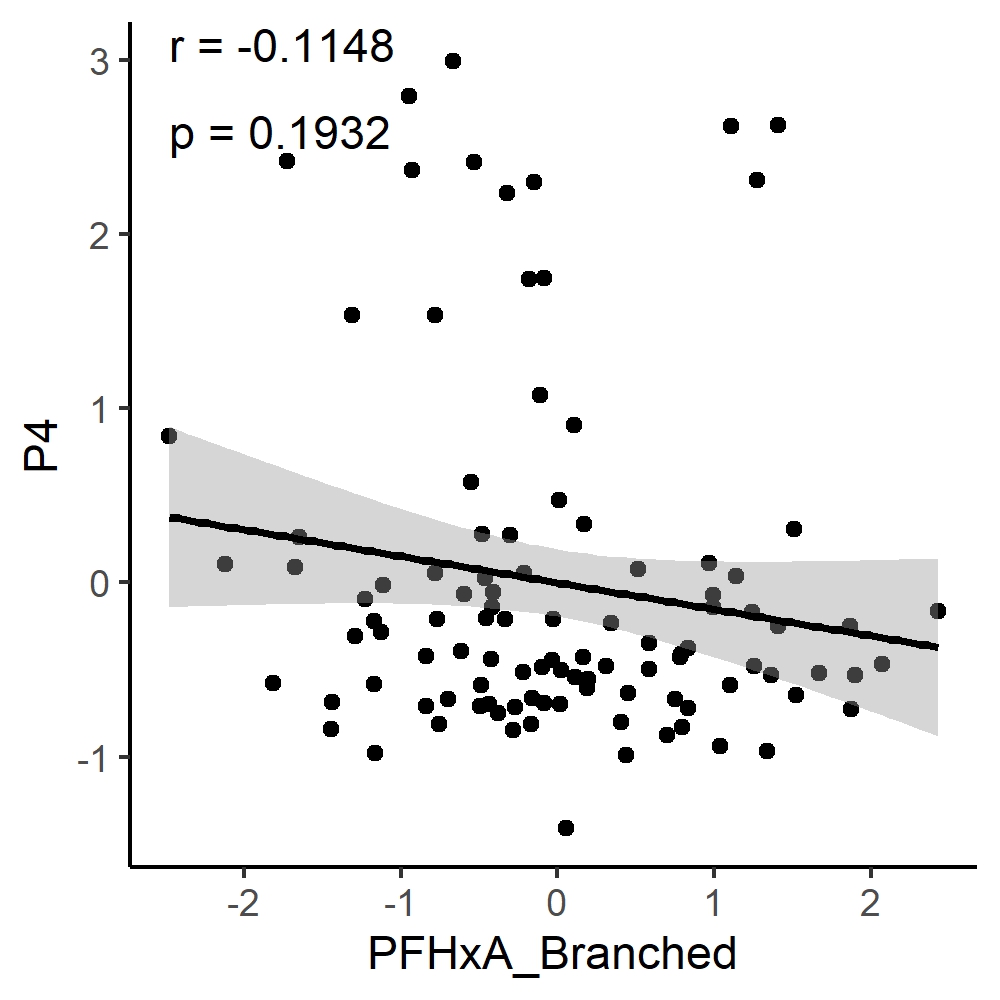 r = -0.1148
p = 0.1932
3
2
1
0
-1
P4
-2
-1
0
1
2
PFHxA_Branched